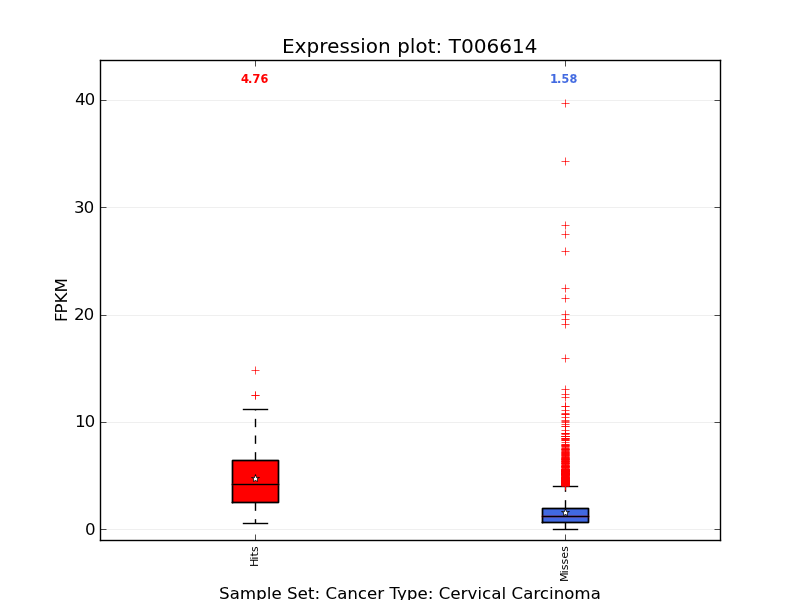 Expression plot: T006614
4.76
1.58
40
30
20
10
0
FPKM
Hits
Misses
Sample Set: Cancer Type: Cervical Carcinoma